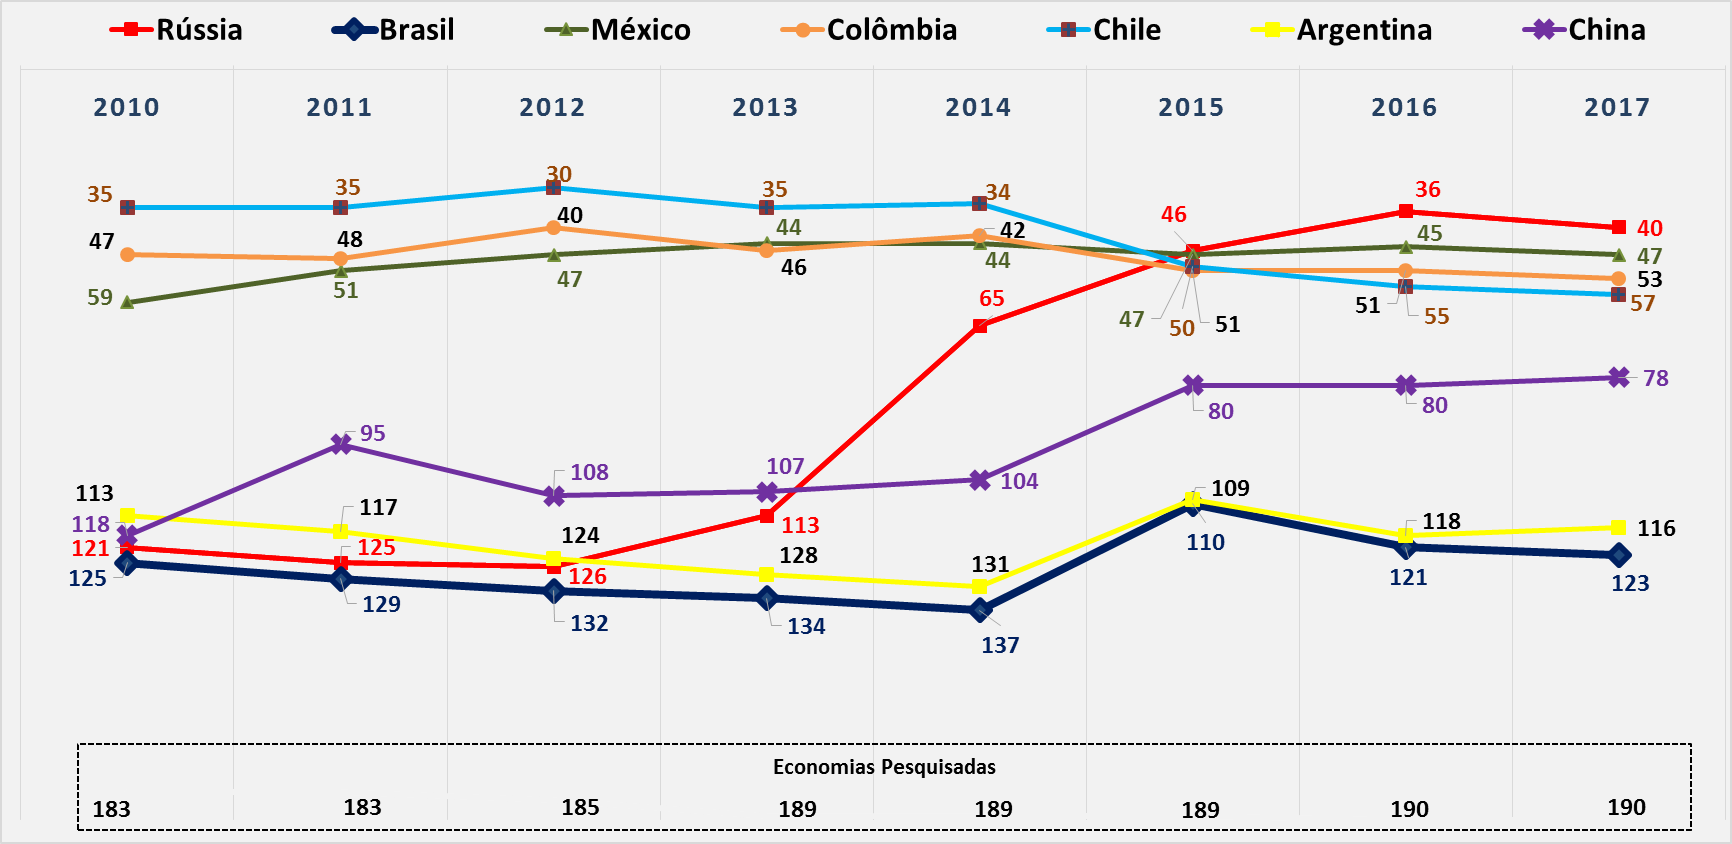 Rússia Brasil México Colômbia Chile Argentina China
2010 2011 2012 2013 2014 2015 2016 2017
35 35 30 35 34 46 36 40
47 48 40 44 42 45 47
59 51 47 46 44 47 50 51 51 55 53 57
65
95 108 107 104 80 80 78
113 117 124 113 128 131 109 118 116
118
121 125 126
125 129 132 134 137 110 121 123
Economias Pesquisadas
183 183 185 189 189 189 190 190